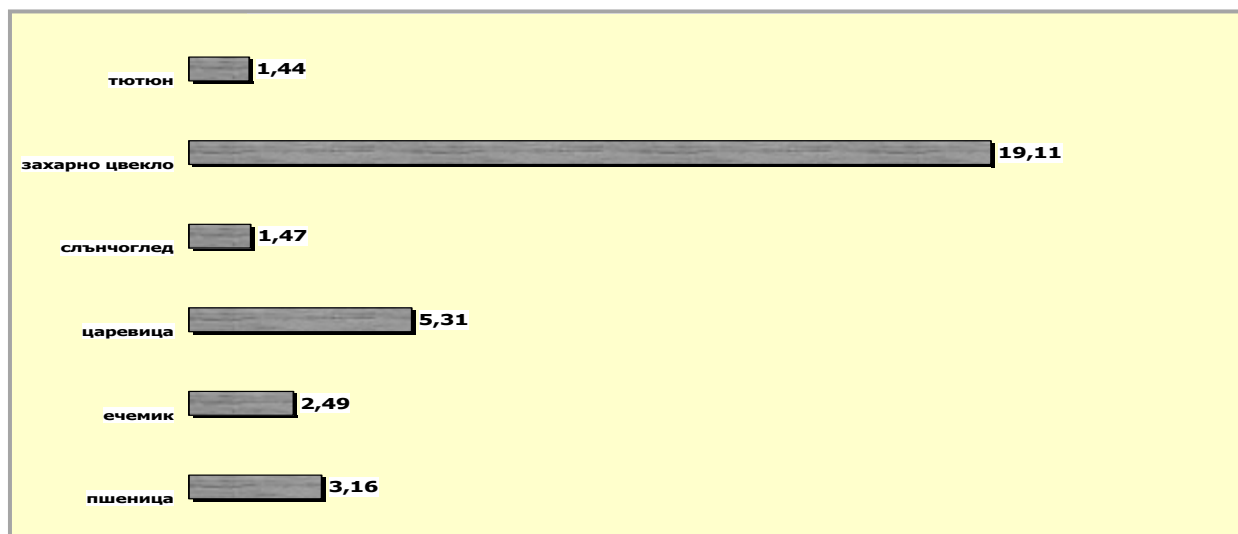 тютюн 1,44
захарно цвекло 19,11
слънчоглед 1,47
царевица 5,31
ечемик 2,49
пшеница 3,16